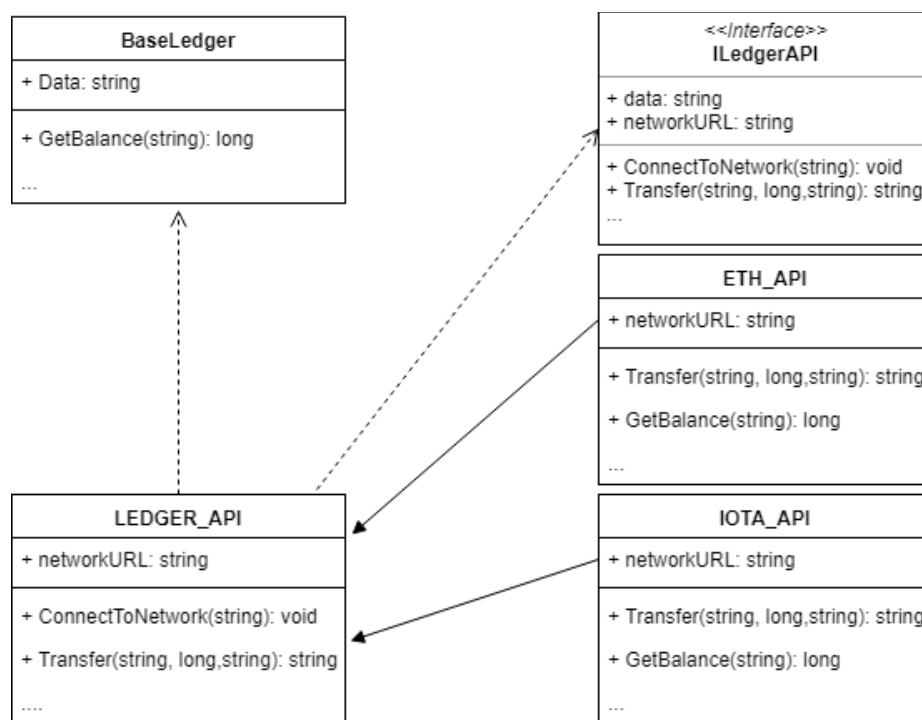 BaseLedger
+ Data: string
+ GetBalance(string): long
...
<<Interface>>
ILedgerAPI
+ data: string
+ networkURL: string
+ ConnectToNetwork(string): void
+ Transfer(string, long,string): string
...
ETH_API
+ networkURL: string
+ Transfer(string, long,string): string
+ GetBalance(string): long
...
LEDGER_API
+ networkURL: string
+ ConnectToNetwork(string): void
+ Transfer(string, long,string): string
....
IOTA_API
+ networkURL: string
+ Transfer(string, long,string): string
+ GetBalance(string): long
...